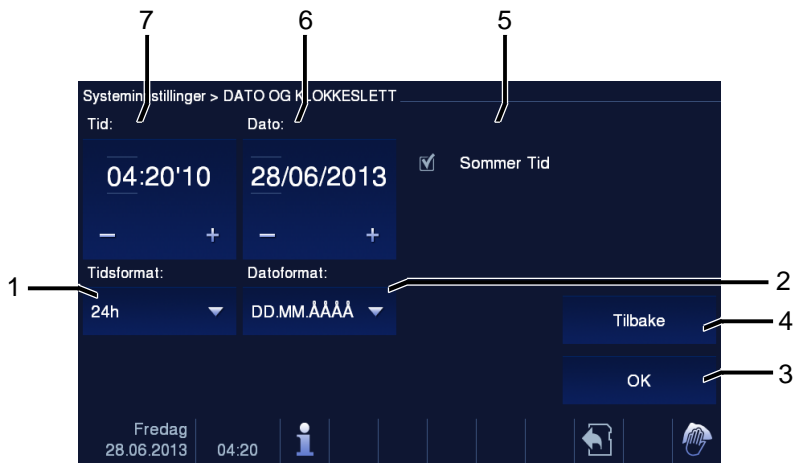 7 6 5
Systeminnstillinger > DATO OG KLOKKESLETT
Tid: Dato:
04:20'10 28/06/2013 Sommer Tid
– + – +
Tidsformat: Datoformat:
1 2
24h DD.MM.ÅÅÅÅ
Tilbake 4
OK 3
Fredag
28.06.2013 04:20